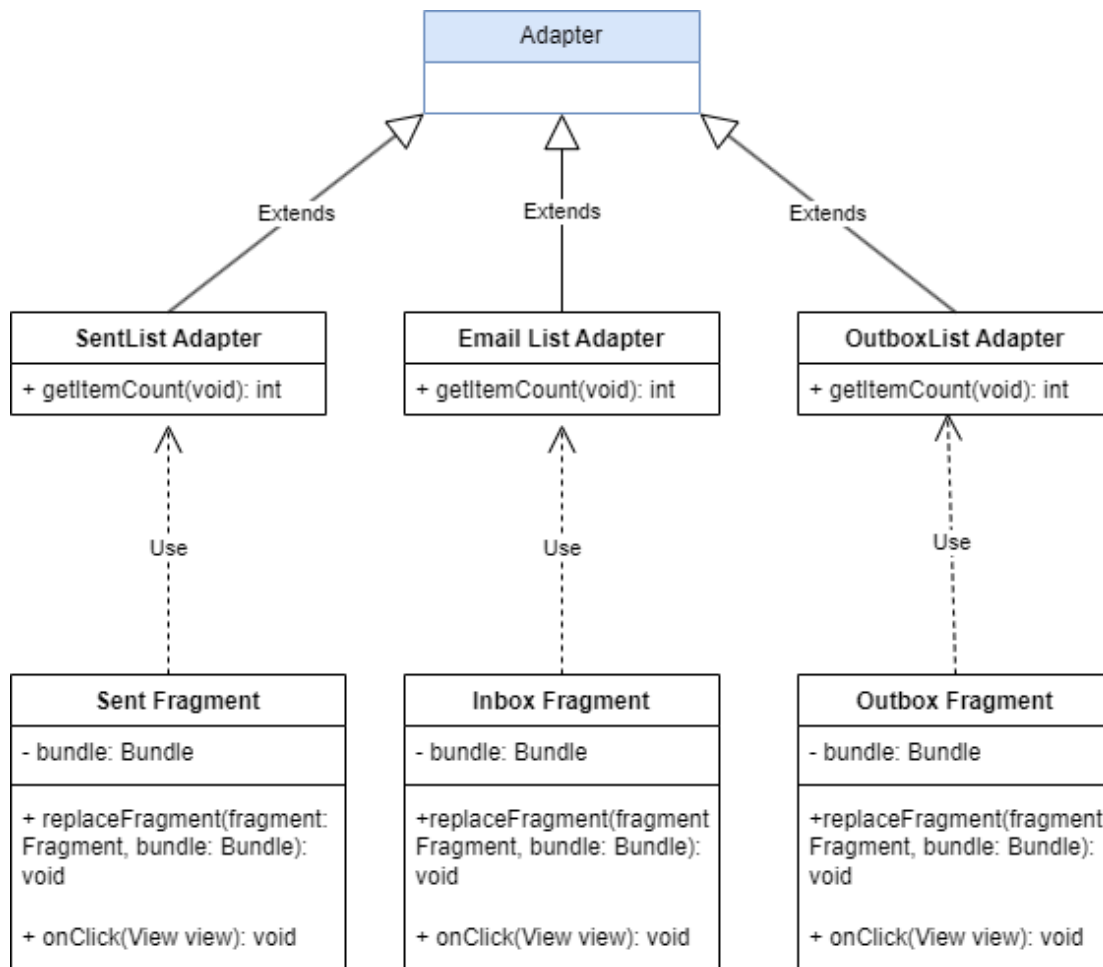 Adapter
Extends
Extends
Extends
SentList Adapter
+ getItemCount(void): int
Email List Adapter
+ getItemCount(void): int
OutboxList Adapter
+ getItemCount(void): int
Use
Use
Use
Sent Fragment
- bundle: Bundle
+ replaceFragment(fragment:
Fragment, bundle: Bundle):
void
+ onClick(View view): void
Inbox Fragment
- bundle: Bundle
+replaceFragment(fragment
Fragment, bundle: Bundle):
void
+ onClick(View view): void
Outbox Fragment
- bundle: Bundle
+replaceFragment(fragment
Fragment, bundle: Bundle):
void
+ onClick(View view): void